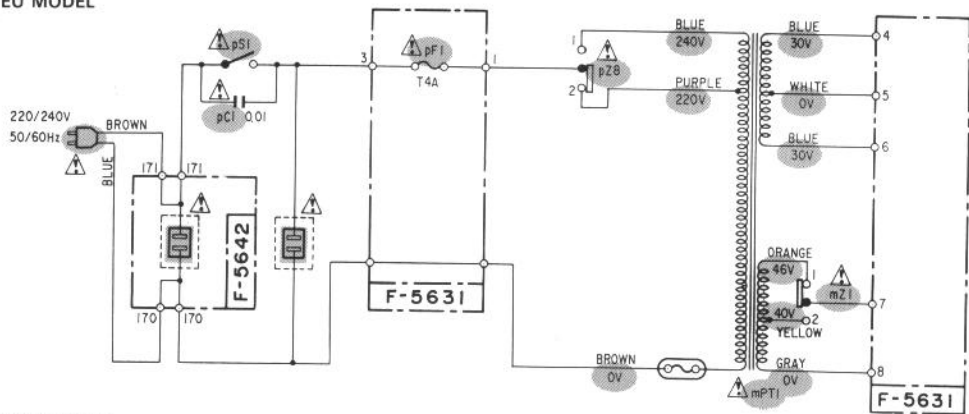 EU MODEL
BLUE
240V
BLUE
30V
4
pS1
3
pF1
1
1
pZ8
T4A
2
PURPLE
220V
WHITE
0V
5
pC1 0.01
220/240V
50/60Hz
BROWN
BLUE
BLUE
30V
6
171
171
F-5642
F-5631
ORANGE
46V
1
mZ1
7
40V
2
YELLOW
170
170
BROWN
0V
GRAY
0V
8
mPT1
F-5631